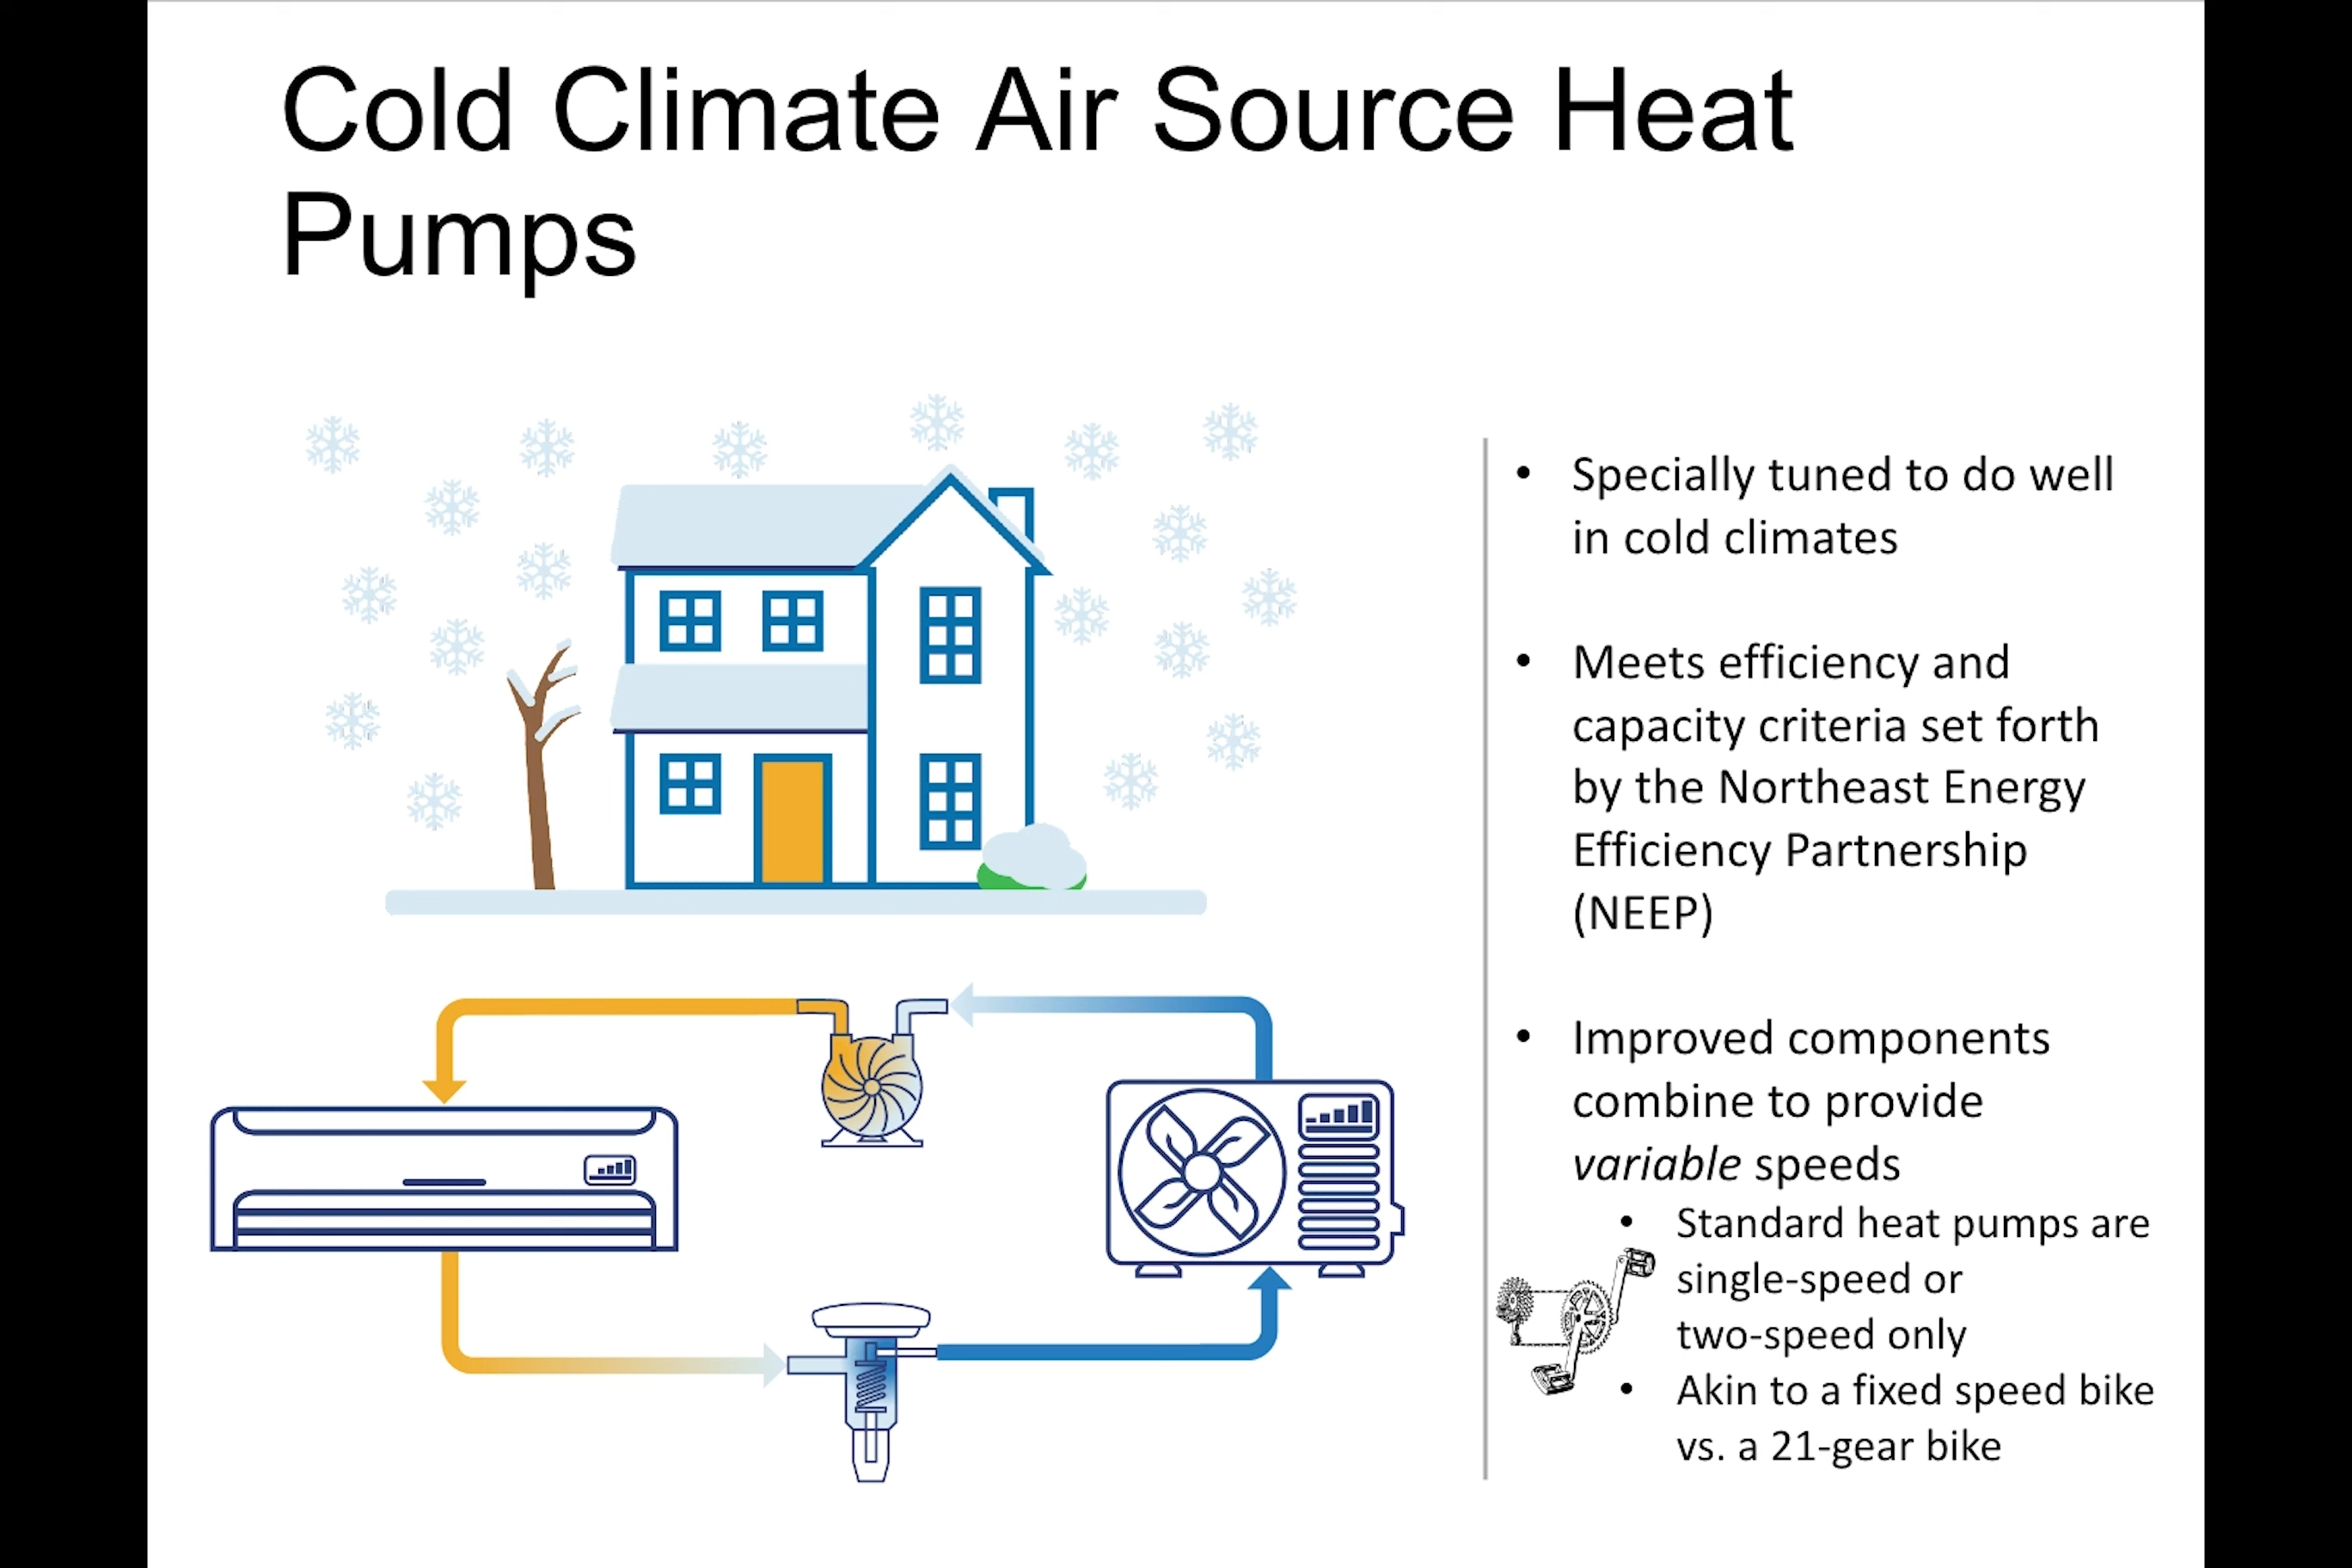 Cold Climate Air Source Heat
Pumps
• Specially tuned to do well
in cold climates
• Meets efficiency and
capacity criteria set forth
by the Northeast Energy
Efficiency Partnership
(NEEP)
• Improved components
combine to provide
variable speeds
• Standard heat pumps are
single-speed or
two-speed only
• Akin to a fixed speed bike
vs. a 21-gear bike